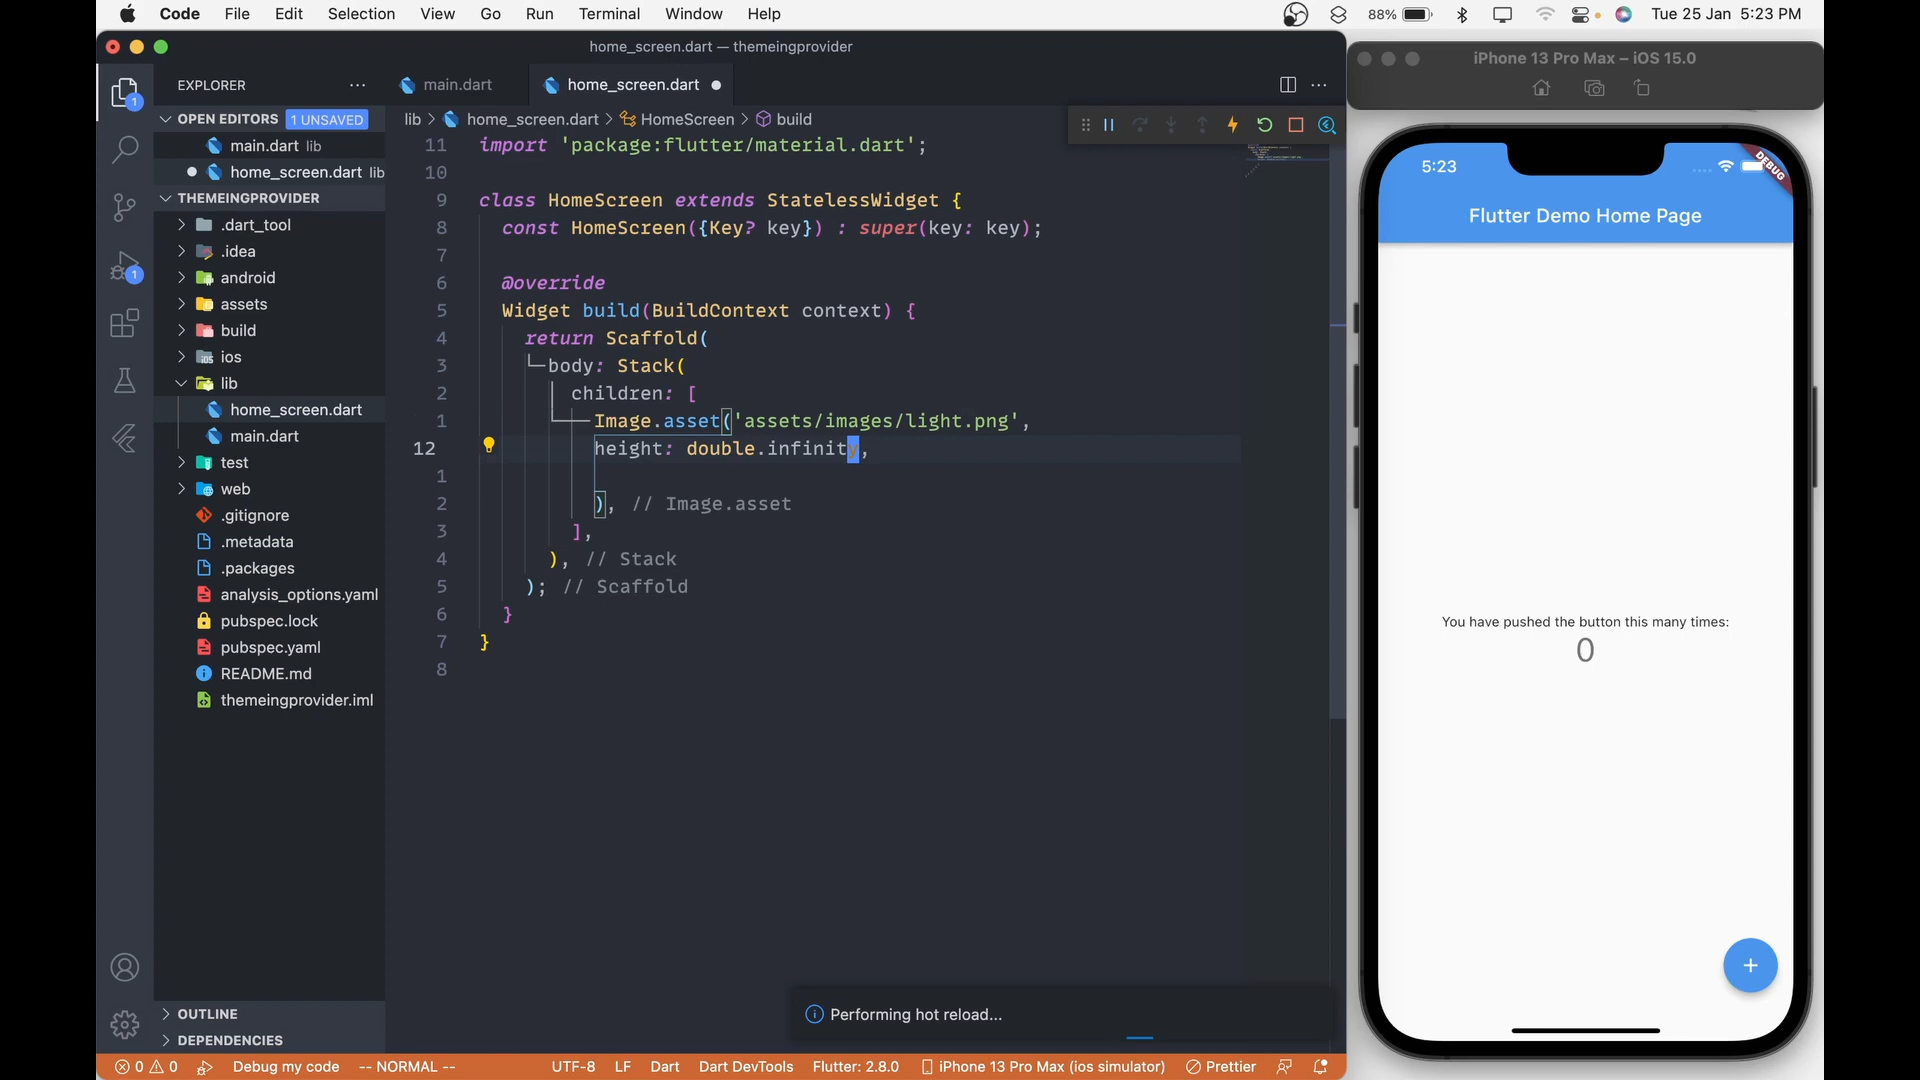 Code File Edit Selection View Go Run Terminal Window Help
88% Tue 25 Jan 5:23 PM
home_screen.dart — themeingprovider
iPhone 13 Pro Max – iOS 15.0
EXPLORER
main.dart
home_screen.dart
OPEN EDITORS 1 UNSAVED
lib > home_screen.dart > HomeScreen > build
main.dart lib
home_screen.dart lib
THEMEINGPROVIDER
.dart_tool
.idea
android
assets
build
ios
lib
home_screen.dart
main.dart
test
web
.gitignore
.metadata
.packages
analysis_options.yaml
pubspec.lock
pubspec.yaml
README.md
themeingprovider.iml
OUTLINE
DEPENDENCIES
1
1
11 import 'package:flutter/material.dart';
10
9 class HomeScreen extends StatelessWidget {
8 const HomeScreen({Key? key}) : super(key: key);
7
6 @override
5 Widget build(BuildContext context) {
4 return Scaffold(
3 body: Stack(
2 children: [
1 Image.asset('assets/images/light.png',
12 height: double.infinity,
1
2 ), // Image.asset
3 ],
4 ), // Stack
5 ); // Scaffold
6 }
7 }
8
Performing hot reload...
0 0 Debug my code -- NORMAL -- UTF-8 LF Dart Dart DevTools Flutter: 2.8.0 iPhone 13 Pro Max (ios simulator) Prettier
5:23
DEBUG
Flutter Demo Home Page
You have pushed the button this many times:
0
+